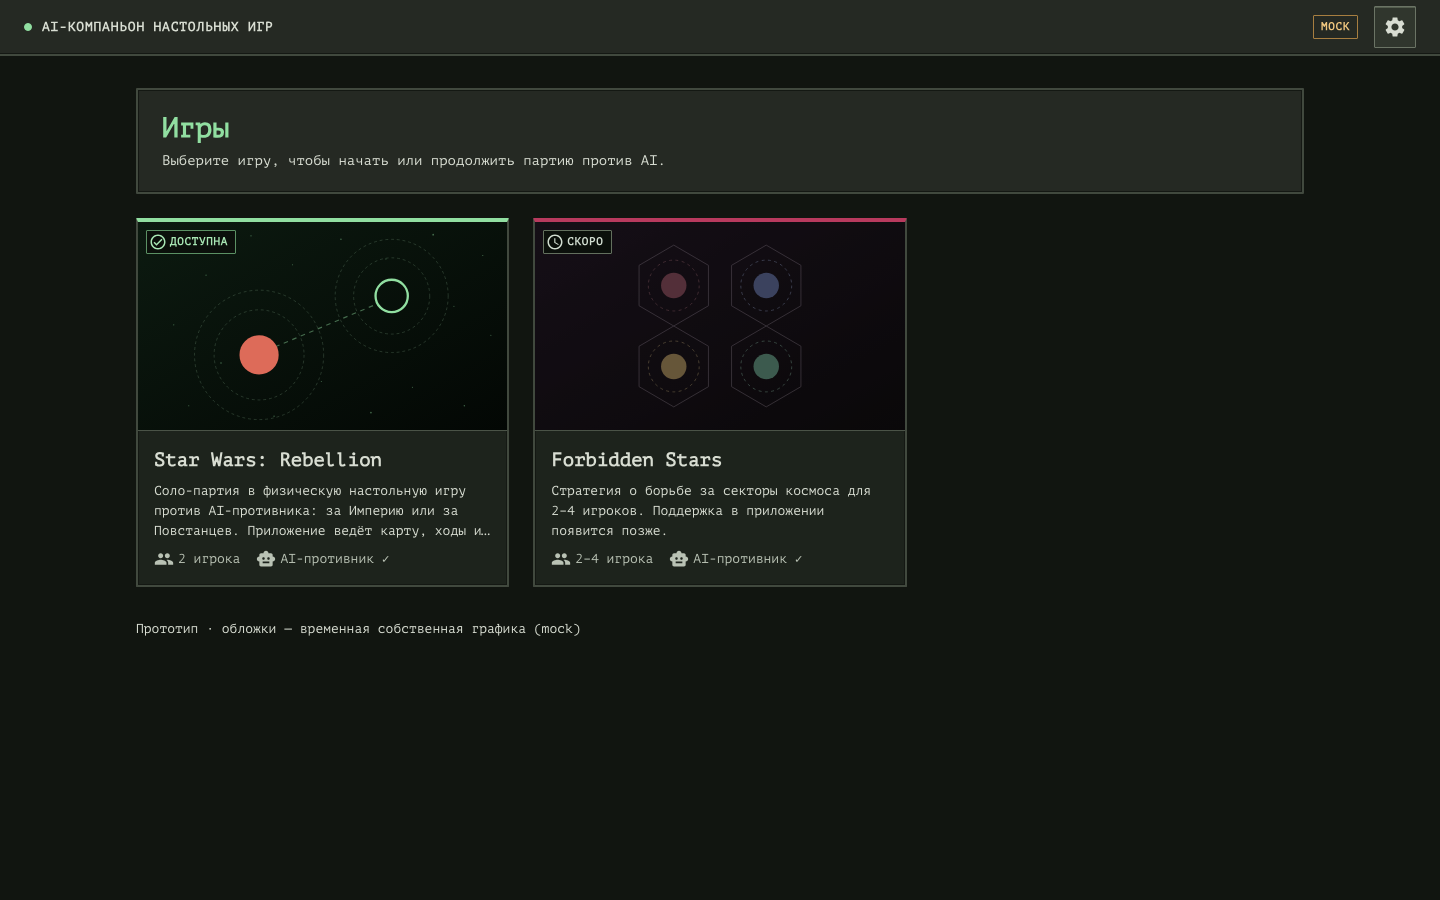 AI-КОМПАНЬОН НАСТОЛЬНЫХ ИГР
МОСК
Игры
Выберите игру, чтобы начать или продолжить партию против AI.
ДОСТУПНА
СКОРО
Star Wars: Rebellion
Соло-партия в физическую настольную игру
против AI-противника: за Империю или за
Повстанцев. Приложение ведёт карту, ходы и…
2 игрока
AI-противник ✓
Forbidden Stars
Стратегия о борьбе за секторы космоса для
2–4 игроков. Поддержка в приложении
появится позже.
2–4 игрока
AI-противник ✓
Прототип · обложки — временная собственная графика (mock)